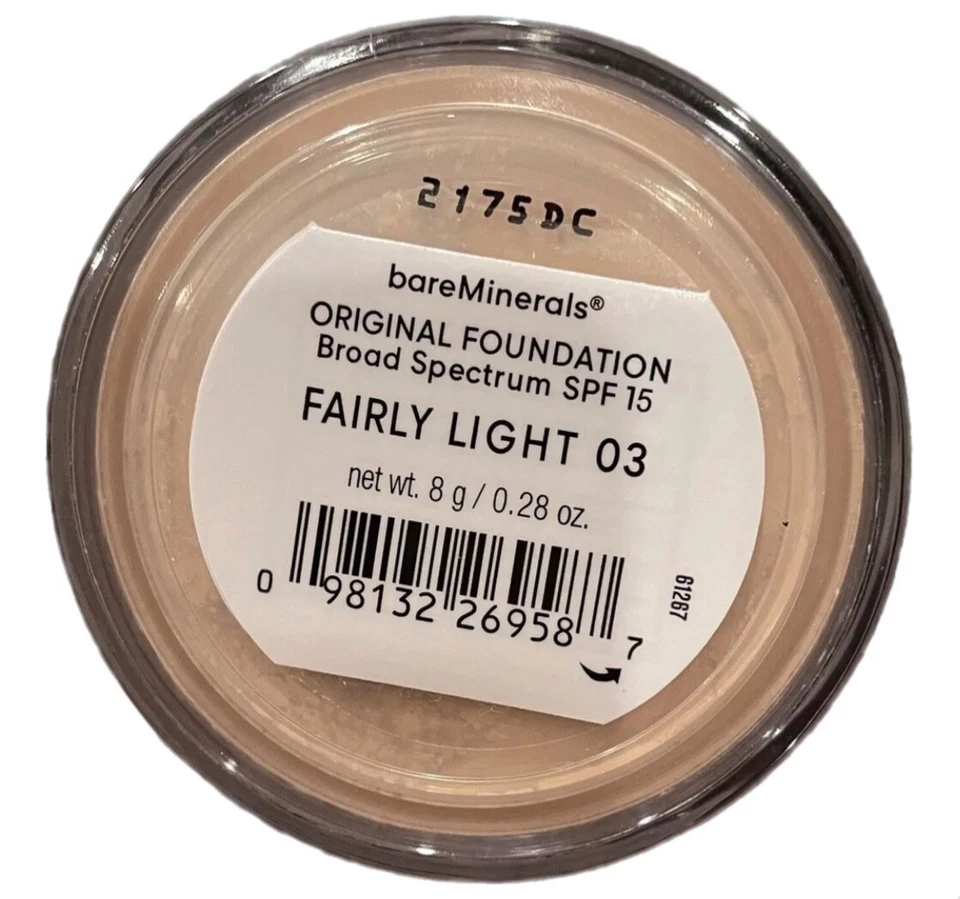 2175DC
bareMinerals®
ORIGINAL FOUNDATION
Broad Spectrum SPF 15
FAIRLY LIGHT 03
net wt. 8 g / 0.28 oz.
0 98132 26958 7
61267